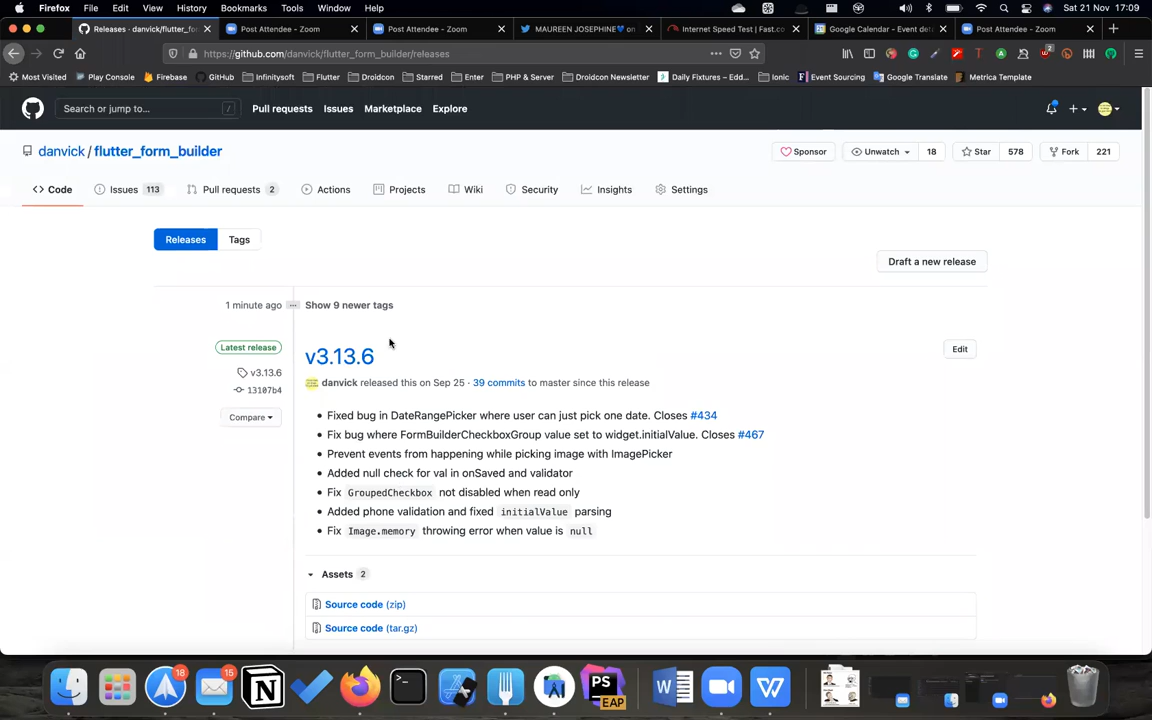 Firefox File Edit View History Bookmarks Tools Window Help Sat 21 Nov 17:09
Releases · danvick/flutter_fo Post Attendee - Zoom Post Attendee - Zoom MAUREEN JOSEPHINE💙 on Internet Speed Test | Fast.co Google Calendar - Event deta Post Attendee - Zoom
https://github.com/danvick/flutter_form_builder/releases
Most Visited Play Console Firebase GitHub Infinitysoft Flutter Droidcon Starred Enter PHP & Server Droidcon Newsletter Daily Fixtures – Edd... Ionic Event Sourcing Google Translate Metrica Template
Search or jump to... / Pull requests Issues Marketplace Explore
danvick / flutter_form_builder Sponsor Unwatch 18 Star 578 Fork 221
Code Issues 113 Pull requests 2 Actions Projects Wiki Security Insights Settings
Releases Tags
Draft a new release
1 minute ago ... Show 9 newer tags
Latest release
v3.13.6
Edit
v3.13.6
danvick released this on Sep 25 · 39 commits to master since this release
13107b4
Compare
• Fixed bug in DateRangePicker where user can just pick one date. Closes #434
• Fix bug where FormBuilderCheckboxGroup value set to widget.initialValue. Closes #467
• Prevent events from happening while picking image with ImagePicker
• Added null check for val in onSaved and validator
• Fix GroupedCheckbox not disabled when read only
• Added phone validation and fixed initialValue parsing
• Fix Image.memory throwing error when value is null
Assets 2
Source code (zip)
Source code (tar.gz)
18 15 PS EAP